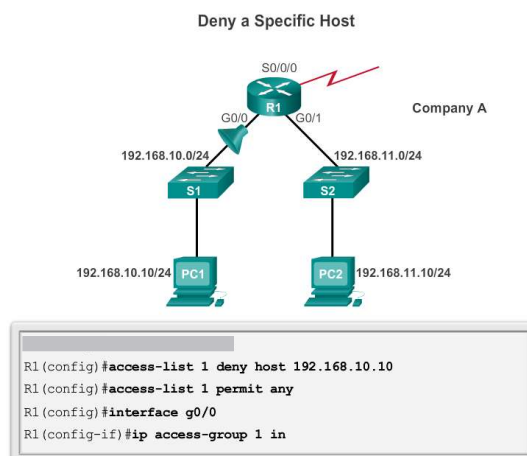 Deny a Specific Host
S0/0/0
R1
G0/0
G0/1
Company A
192.168.10.0/24
192.168.11.0/24
S1
S2
192.168.10.10/24
PC1
PC2
192.168.11.10/24
R1(config)#access-list 1 deny host 192.168.10.10
R1(config)#access-list 1 permit any
R1(config)#interface g0/0
R1(config-if)#ip access-group 1 in